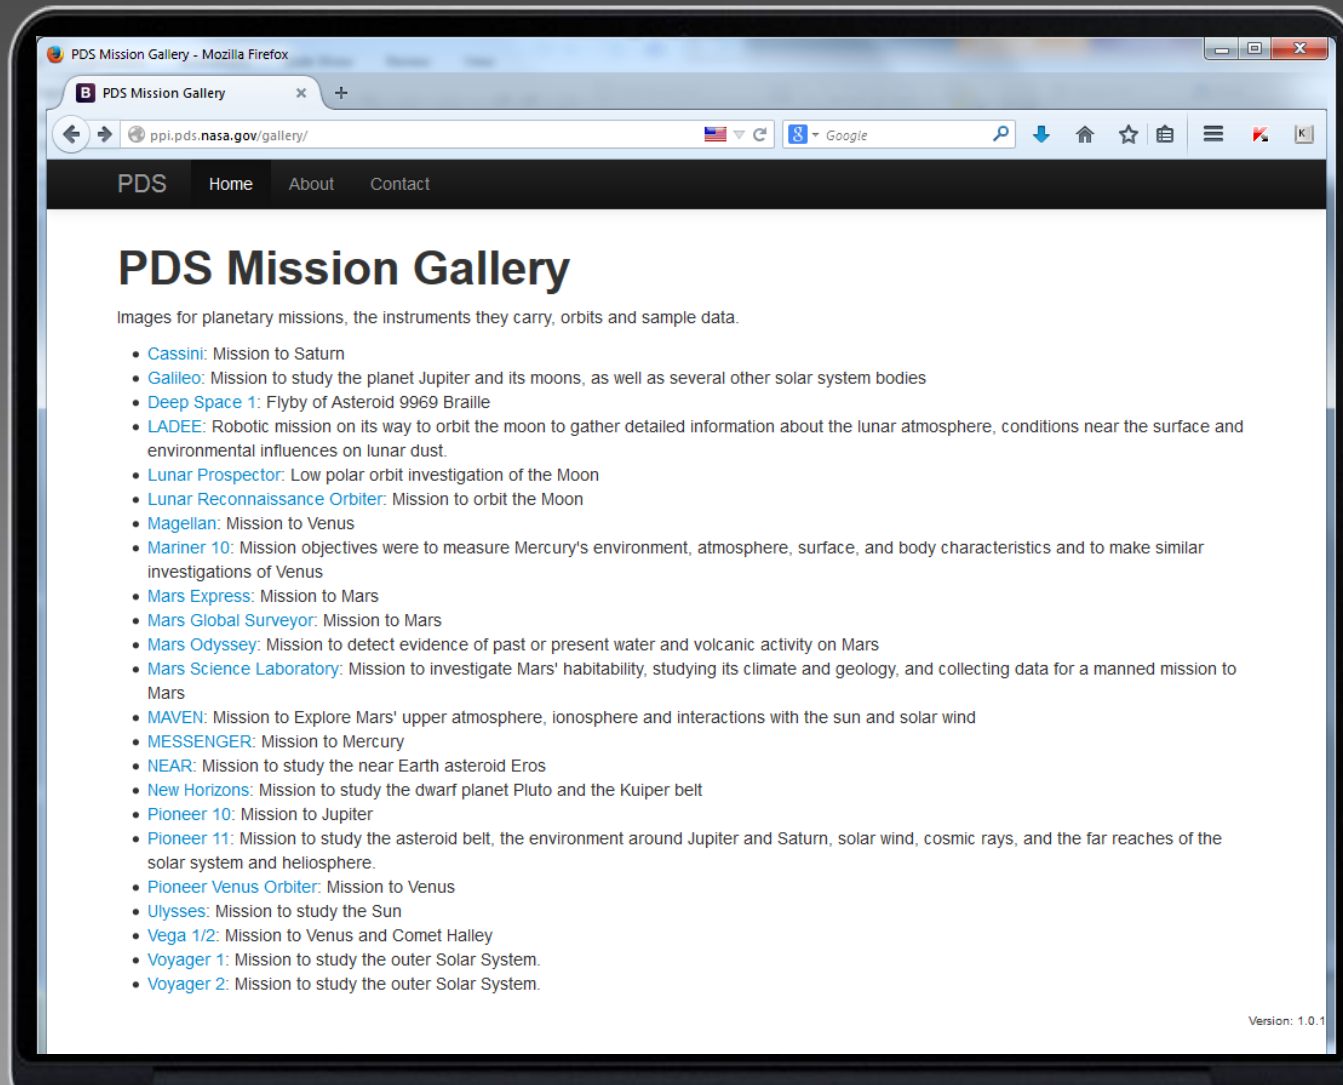 PDS Mission Gallery - Mozilla Firefox
PDS Mission Gallery
ppi.pds.nasa.gov/gallery/
Google
PDS Home About Contact
PDS Mission Gallery
Images for planetary missions, the instruments they carry, orbits and sample data.
Cassini: Mission to Saturn
Galileo: Mission to study the planet Jupiter and its moons, as well as several other solar system bodies
Deep Space 1: Flyby of Asteroid 9969 Braille
LADEE: Robotic mission on its way to orbit the moon to gather detailed information about the lunar atmosphere, conditions near the surface and
environmental influences on lunar dust.
Lunar Prospector: Low polar orbit investigation of the Moon
Lunar Reconnaissance Orbiter: Mission to orbit the Moon
Magellan: Mission to Venus
Mariner 10: Mission objectives were to measure Mercury's environment, atmosphere, surface, and body characteristics and to make similar
investigations of Venus
Mars Express: Mission to Mars
Mars Global Surveyor: Mission to Mars
Mars Odyssey: Mission to detect evidence of past or present water and volcanic activity on Mars
Mars Science Laboratory: Mission to investigate Mars' habitability, studying its climate and geology, and collecting data for a manned mission to
Mars
MAVEN: Mission to Explore Mars' upper atmosphere, ionosphere and interactions with the sun and solar wind
MESSENGER: Mission to Mercury
NEAR: Mission to study the near Earth asteroid Eros
New Horizons: Mission to study the dwarf planet Pluto and the Kuiper belt
Pioneer 10: Mission to Jupiter
Pioneer 11: Mission to study the asteroid belt, the environment around Jupiter and Saturn, solar wind, cosmic rays, and the far reaches of the
solar system and heliosphere.
Pioneer Venus Orbiter: Mission to Venus
Ulysses: Mission to study the Sun
Vega 1/2: Mission to Venus and Comet Halley
Voyager 1: Mission to study the outer Solar System.
Voyager 2: Mission to study the outer Solar System.
Version: 1.0.1